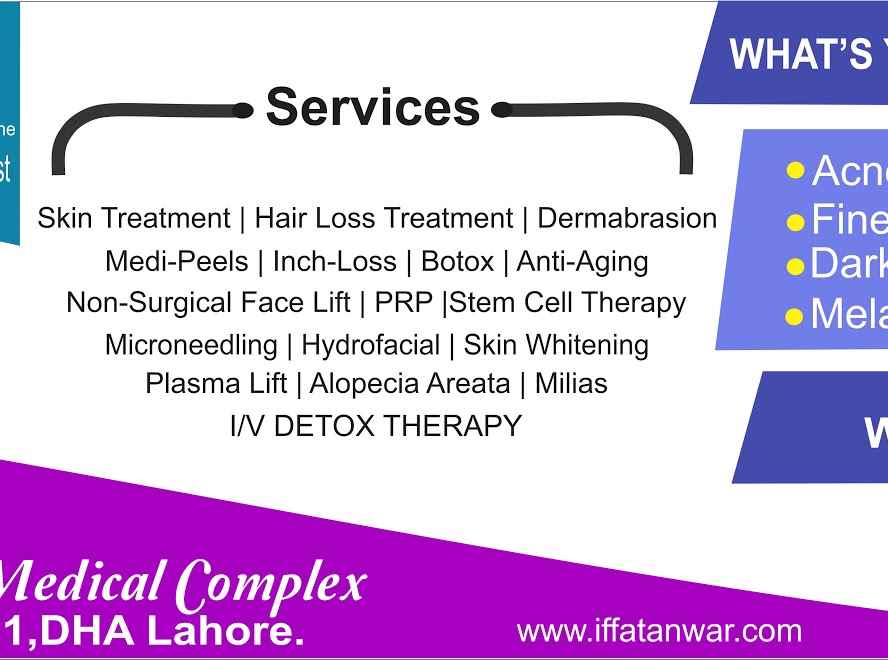 Services
Skin Treatment | Hair Loss Treatment | Dermabrasion
Medi-Peels | Inch-Loss | Botox | Anti-Aging
Non-Surgical Face Lift | PRP |Stem Cell Therapy
Microneedling | Hydrofacial | Skin Whitening
Plasma Lift | Alopecia Areata | Milias
I/V DETOX THERAPY
WHAT’S
Medical Complex
1,DHA Lahore.
www.iffatanwar.com